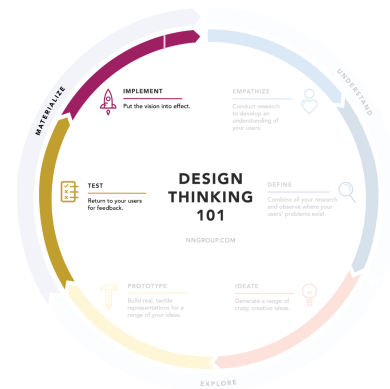 UNDERSTAND
EMPATHIZE
Conduct research
to develop an
understanding of
your users.
DEFINE
Combine all your research
and observe where your
users' problems exist.
IDEATE
Generate a range of
crazy, creative ideas.
EXPLORE
PROTOTYPE
Build real, tactile
representations for a
range of your ideas.
MATERIALIZE
TEST
Return to your users
for feedback.
IMPLEMENT
Put the vision into effect.
DESIGN
THINKING
101
NNGROUP.COM